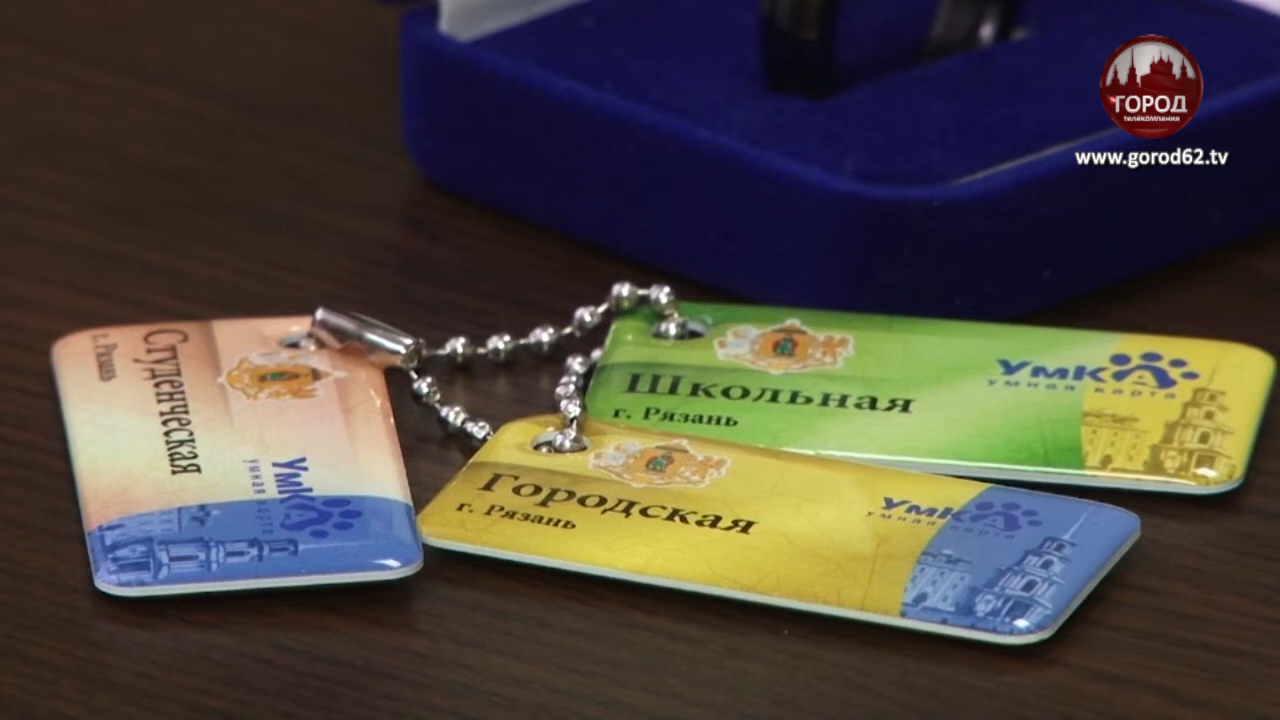 ГОРОД
телекомпания
www.gorod62.tv
Студенческая
г. Рязань
УмКА
умная карта
Школьная
г. Рязань
УмКА
умная карта
Городская
г. Рязань
УмКА
умная карта